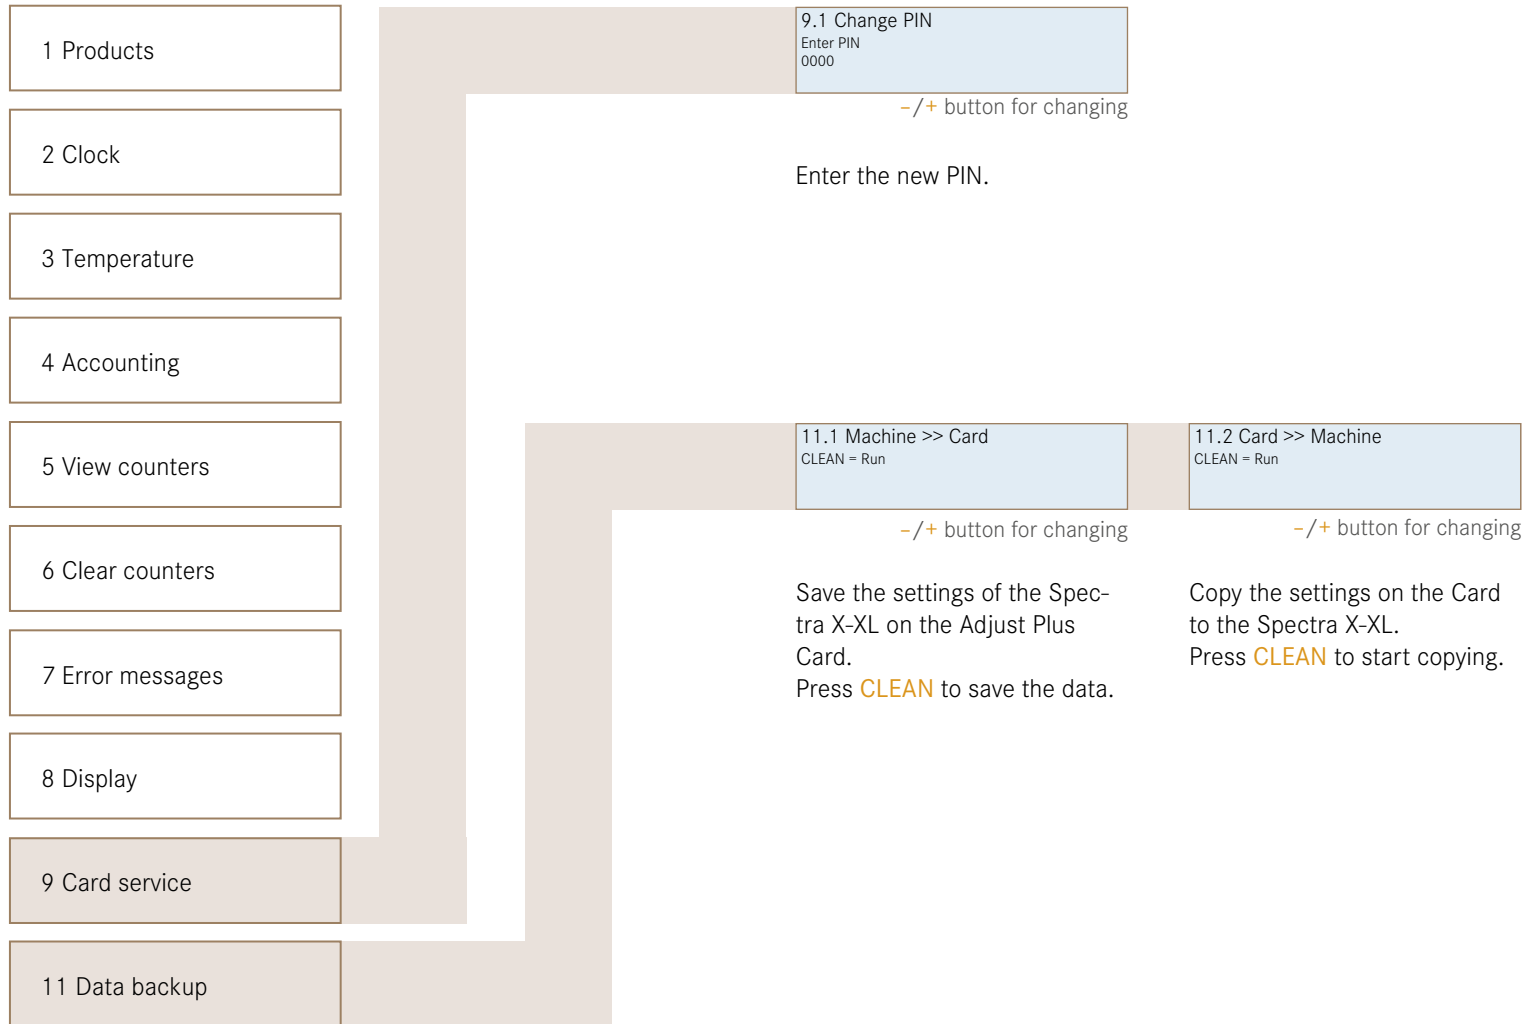 1 Products
2 Clock
3 Temperature
4 Accounting
5 View counters
6 Clear counters
7 Error messages
8 Display
9 Card service
11 Data backup
9.1 Change PIN
Enter PIN
0000
–/+ button for changing
Enter the new PIN.
11.1 Machine >> Card
CLEAN = Run
–/+ button for changing
Save the settings of the Spec-
tra X-XL on the Adjust Plus
Card.
Press CLEAN to save the data.
11.2 Card >> Machine
CLEAN = Run
–/+ button for changing
Copy the settings on the Card
to the Spectra X-XL.
Press CLEAN to start copying.